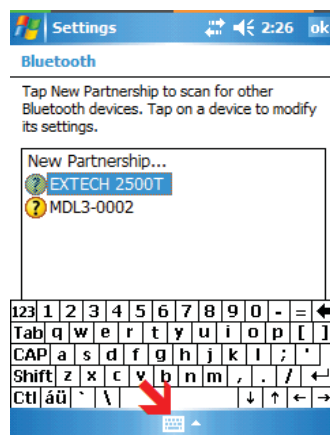 Settings 2:26 ok
Bluetooth
Tap New Partnership to scan for other
Bluetooth devices. Tap on a device to modify
its settings.
New Partnership...
EXTECH 2500T
MDL3-0002
123 1 2 3 4 5 6 7 8 9 0 - =
Tab q w e r t y u i o p [ ]
CAP a s d f g h j k l ; '
Shift z x c v b n m , . /
Ctl áü ` \ ↓ ↑ ← →